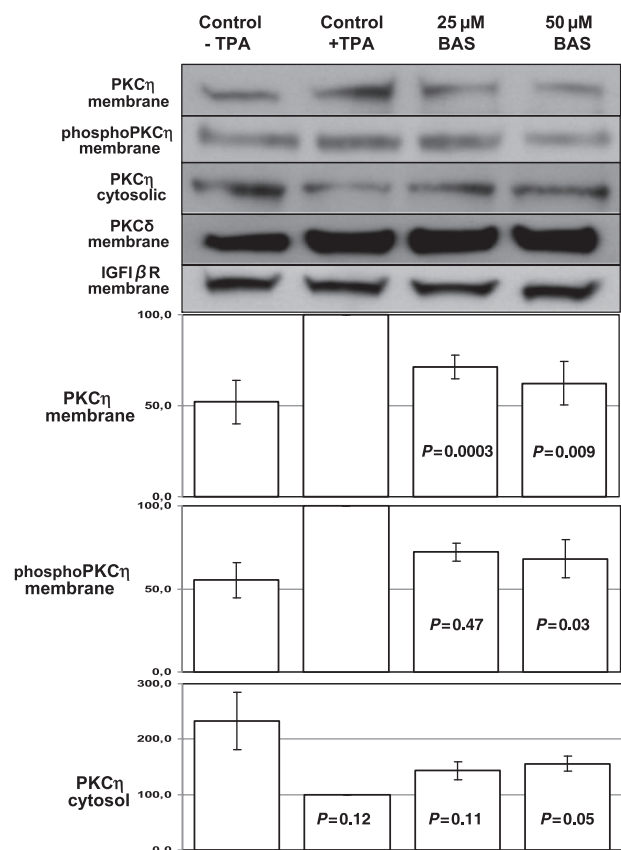 Control Control 25 µM 50 µM
- TPA +TPA BAS BAS
PKCη
membrane
phosphoPKCη
membrane
PKCη
cytosolic
PKCδ
membrane
IGFIβR
membrane
100,0
PKCη
membrane
50,0
P=0.0003 P=0.009
0,0
100,0
phosphoPKCη
membrane
50,0
P=0.47 P=0.03
0,0
300,0
200,0
PKCη
cytosol
100,0
P=0.12 P=0.11 P=0.05
0,0